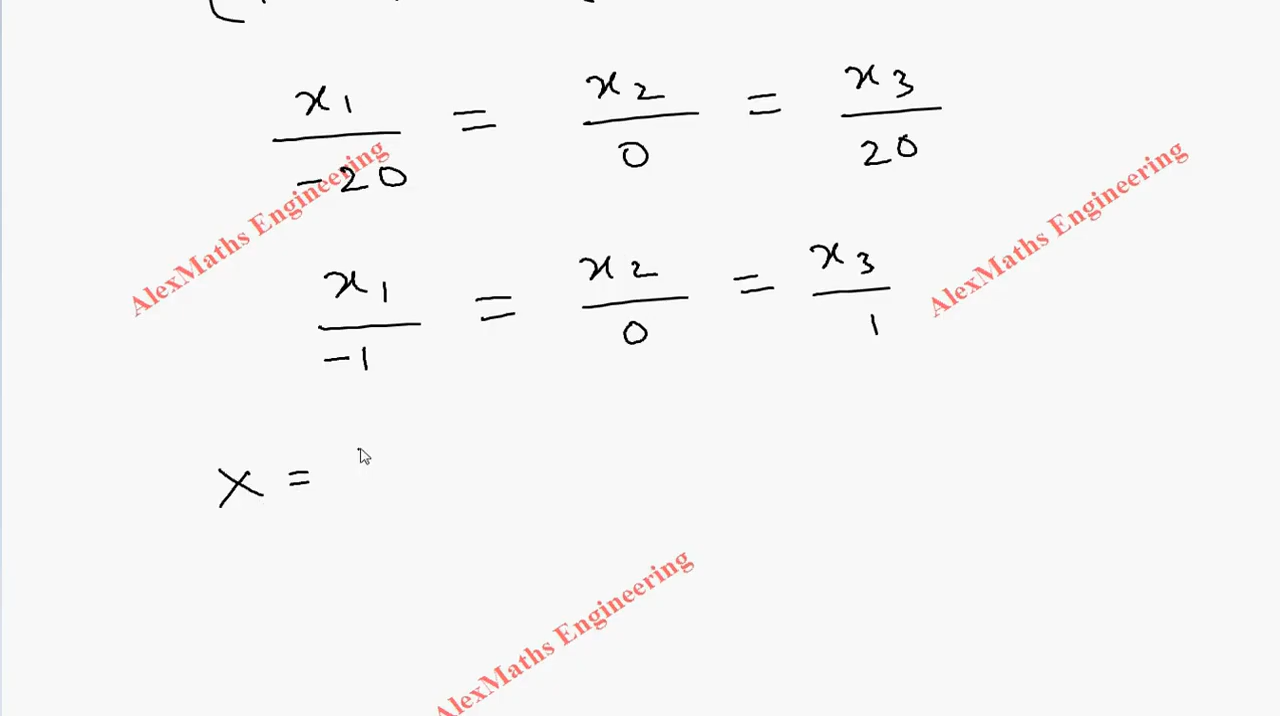 x1/-20 = x2/0 = x3/20
AlexMaths Engineering
AlexMaths Engineering
x1/-1 = x2/0 = x3/1
X =
AlexMaths Engineering